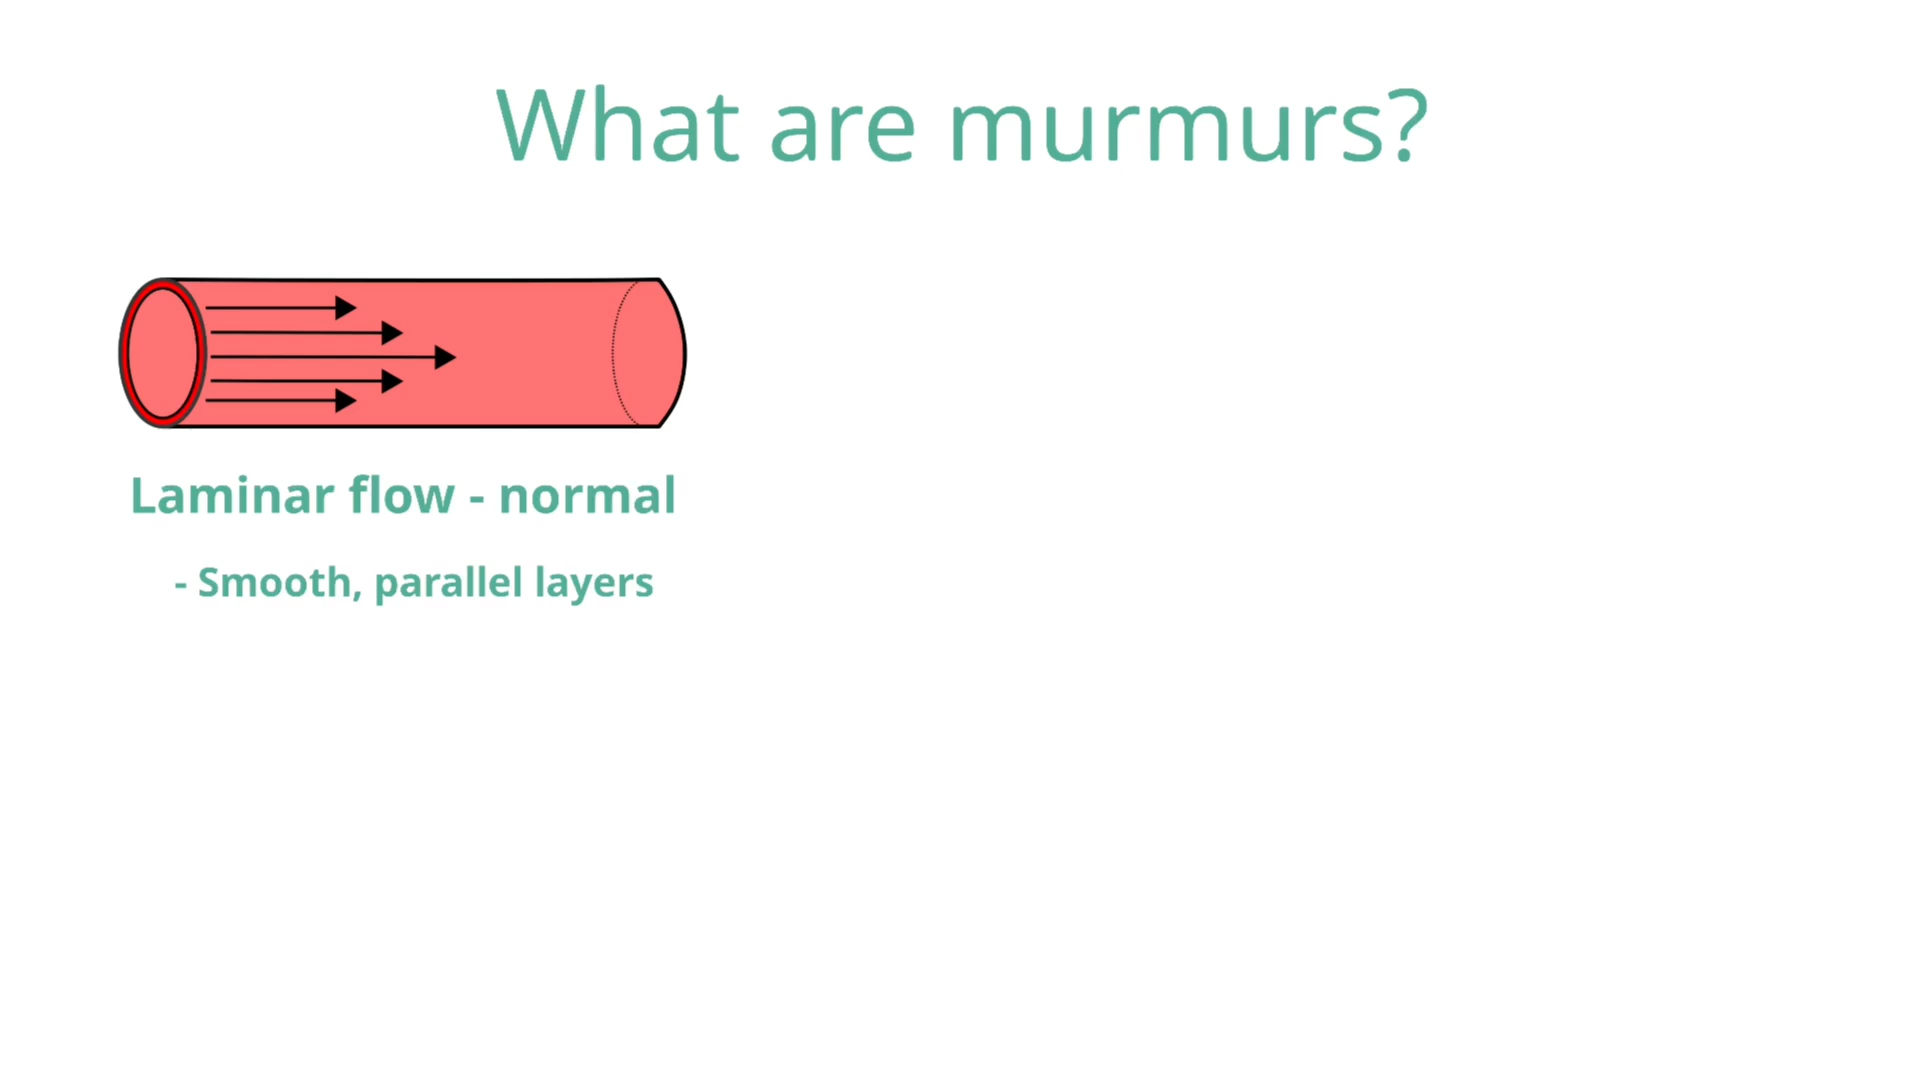 What are murmurs?
Laminar flow - normal
- Smooth, parallel layers